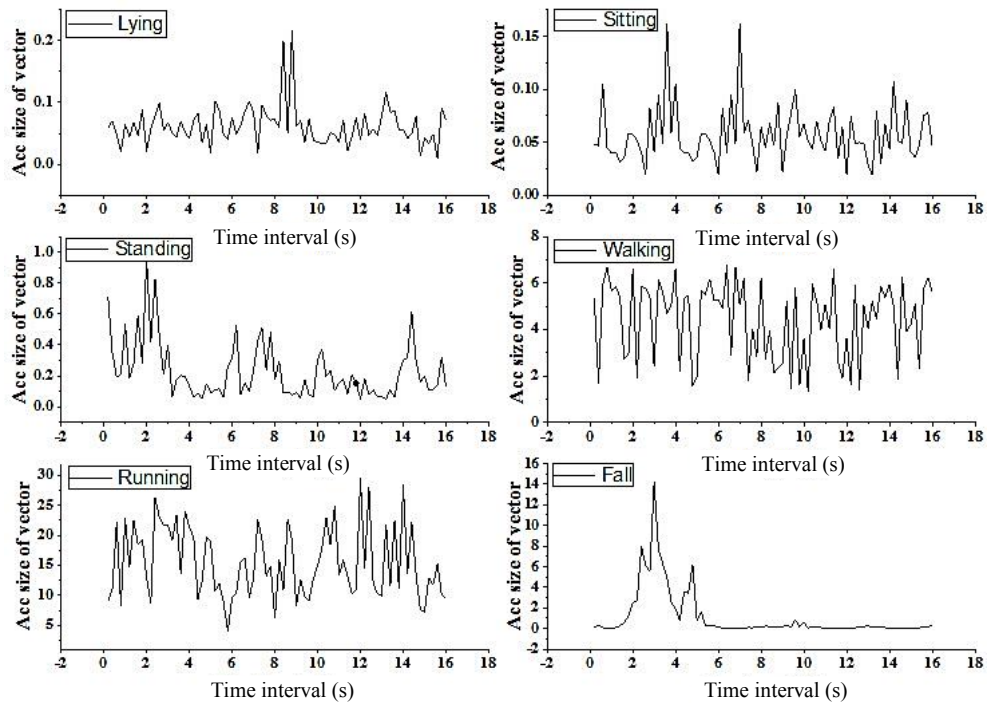 Lying
Acc size of vector
0.2
0.1
0.0
-2 0 2 4 6 8 10 12 14 16 18
Time interval (s)
Sitting
Acc size of vector
0.15
0.10
0.05
0.00
-2 0 2 4 6 8 10 12 14 16 18
Time interval (s)
Standing
Acc size of vector
1.0
0.8
0.6
0.4
0.2
0.0
-2 0 2 4 6 8 10 12 14 16 18
Time interval (s)
Walking
Acc size of vector
8
6
4
2
0
-2 0 2 4 6 8 10 12 14 16 18
Time interval (s)
Running
Acc size of vector
30
25
20
15
10
5
-2 0 2 4 6 8 10 12 14 16 18
Time interval (s)
Fall
Acc size of vector
16
14
12
10
8
6
4
2
0
-2
-2 0 2 4 6 8 10 12 14 16 18
Time interval (s)